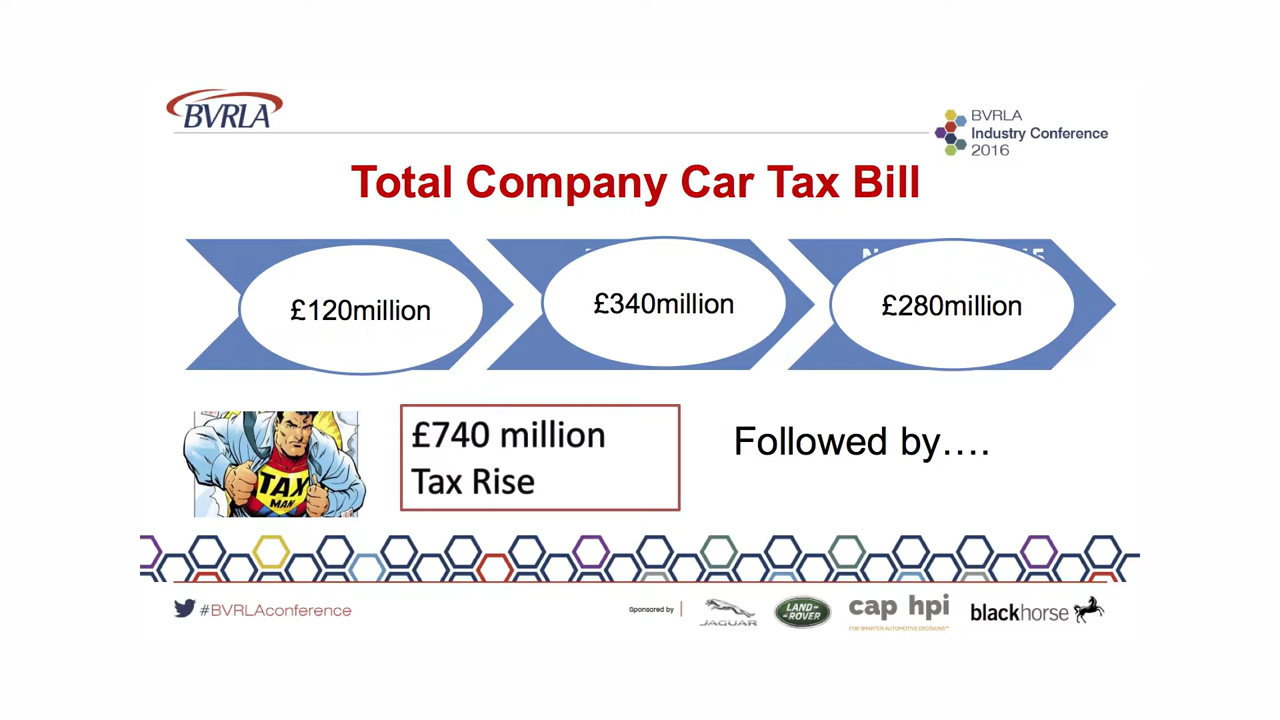 BVRLA
BVRLA
Industry Conference
2016
Total Company Car Tax Bill
£120million
£340million
£280million
TAX
MAN
£740 million
Tax Rise
Followed by….
#BVRLAconference
Sponsored by
JAGUAR
LAND-
ROVER
cap hpi
FOR SMARTER AUTOMOTIVE DECISIONS™
blackhorse